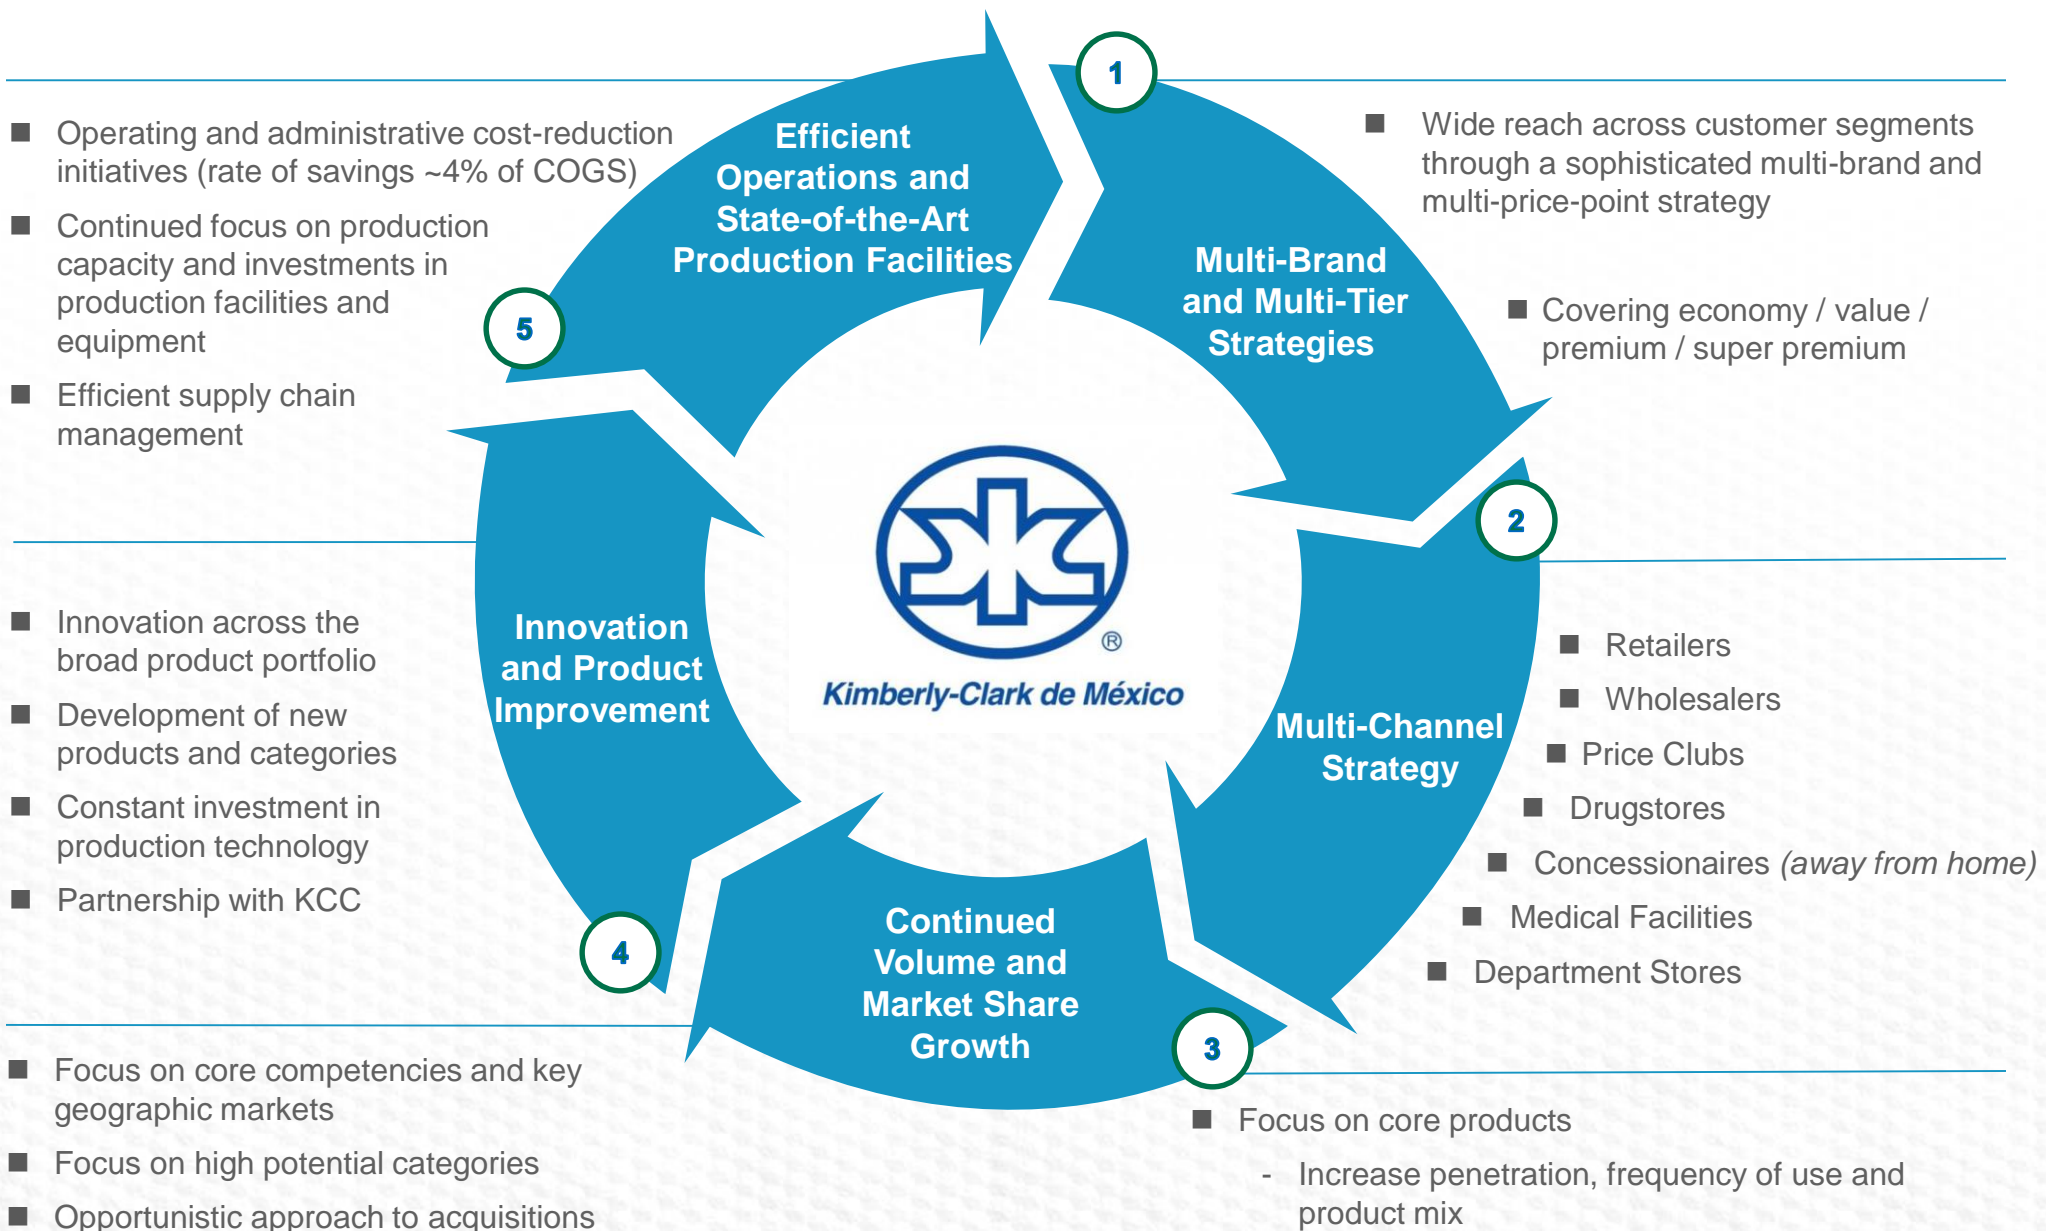 1
Multi-Brand
and Multi-Tier
Strategies
■ Wide reach across customer segments
through a sophisticated multi-brand and
multi-price-point strategy
■ Covering economy / value /
premium / super premium
2
Multi-Channel
Strategy
■ Retailers
■ Wholesalers
■ Price Clubs
■ Drugstores
■ Concessionaires (away from home)
■ Medical Facilities
■ Department Stores
3
Continued
Volume and
Market Share
Growth
■ Focus on core products
- Increase penetration, frequency of use and
product mix
■ Focus on core competencies and key
geographic markets
■ Focus on high potential categories
■ Opportunistic approach to acquisitions
4
Innovation
and Product
Improvement
■ Innovation across the
broad product portfolio
■ Development of new
products and categories
■ Constant investment in
production technology
■ Partnership with KCC
5
Efficient
Operations and
State-of-the-Art
Production Facilities
■ Operating and administrative cost-reduction
initiatives (rate of savings ~4% of COGS)
■ Continued focus on production
capacity and investments in
production facilities and
equipment
■ Efficient supply chain
management
®
Kimberly-Clark de México